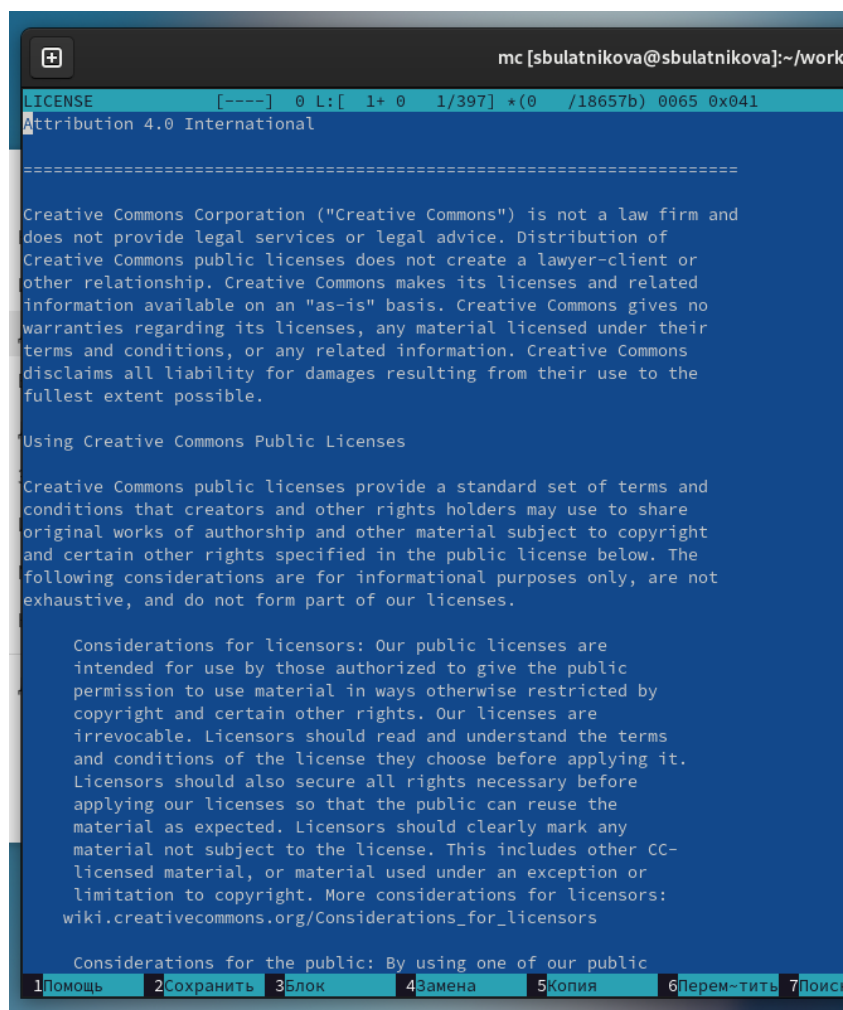 mc [sbulatnikova@sbulatnikova]:~/work
LICENSE            [----]  0 L:[  1+ 0   1/397] *(0   /18657b) 0065 0x041
Attribution 4.0 International
=======================================================================
Creative Commons Corporation ("Creative Commons") is not a law firm and
does not provide legal services or legal advice. Distribution of
Creative Commons public licenses does not create a lawyer-client or
other relationship. Creative Commons makes its licenses and related
information available on an "as-is" basis. Creative Commons gives no
warranties regarding its licenses, any material licensed under their
terms and conditions, or any related information. Creative Commons
disclaims all liability for damages resulting from their use to the
fullest extent possible.
Using Creative Commons Public Licenses
Creative Commons public licenses provide a standard set of terms and
conditions that creators and other rights holders may use to share
original works of authorship and other material subject to copyright
and certain other rights specified in the public license below. The
following considerations are for informational purposes only, are not
exhaustive, and do not form part of our licenses.
     Considerations for licensors: Our public licenses are
     intended for use by those authorized to give the public
     permission to use material in ways otherwise restricted by
     copyright and certain other rights. Our licenses are
     irrevocable. Licensors should read and understand the terms
     and conditions of the license they choose before applying it.
     Licensors should also secure all rights necessary before
     applying our licenses so that the public can reuse the
     material as expected. Licensors should clearly mark any
     material not subject to the license. This includes other CC-
     licensed material, or material used under an exception or
     limitation to copyright. More considerations for licensors:
    wiki.creativecommons.org/Considerations_for_licensors
     Considerations for the public: By using one of our public
1Помощь 2Сохранить 3Блок 4Замена 5Копия 6Перем~тить 7Поиск